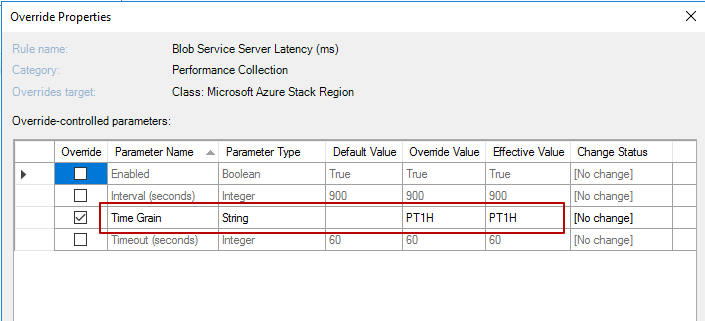 Override Properties
Rule name: Blob Service Server Latency (ms)
Category: Performance Collection
Overrides target: Class: Microsoft Azure Stack Region
Override-controlled parameters:
Override Parameter Name Parameter Type Default Value Override Value Effective Value Change Status
Enabled Boolean True True True [No change]
Interval (seconds) Integer 900 900 900 [No change]
Time Grain String PT1H PT1H [No change]
Timeout (seconds) Integer 60 60 60 [No change]